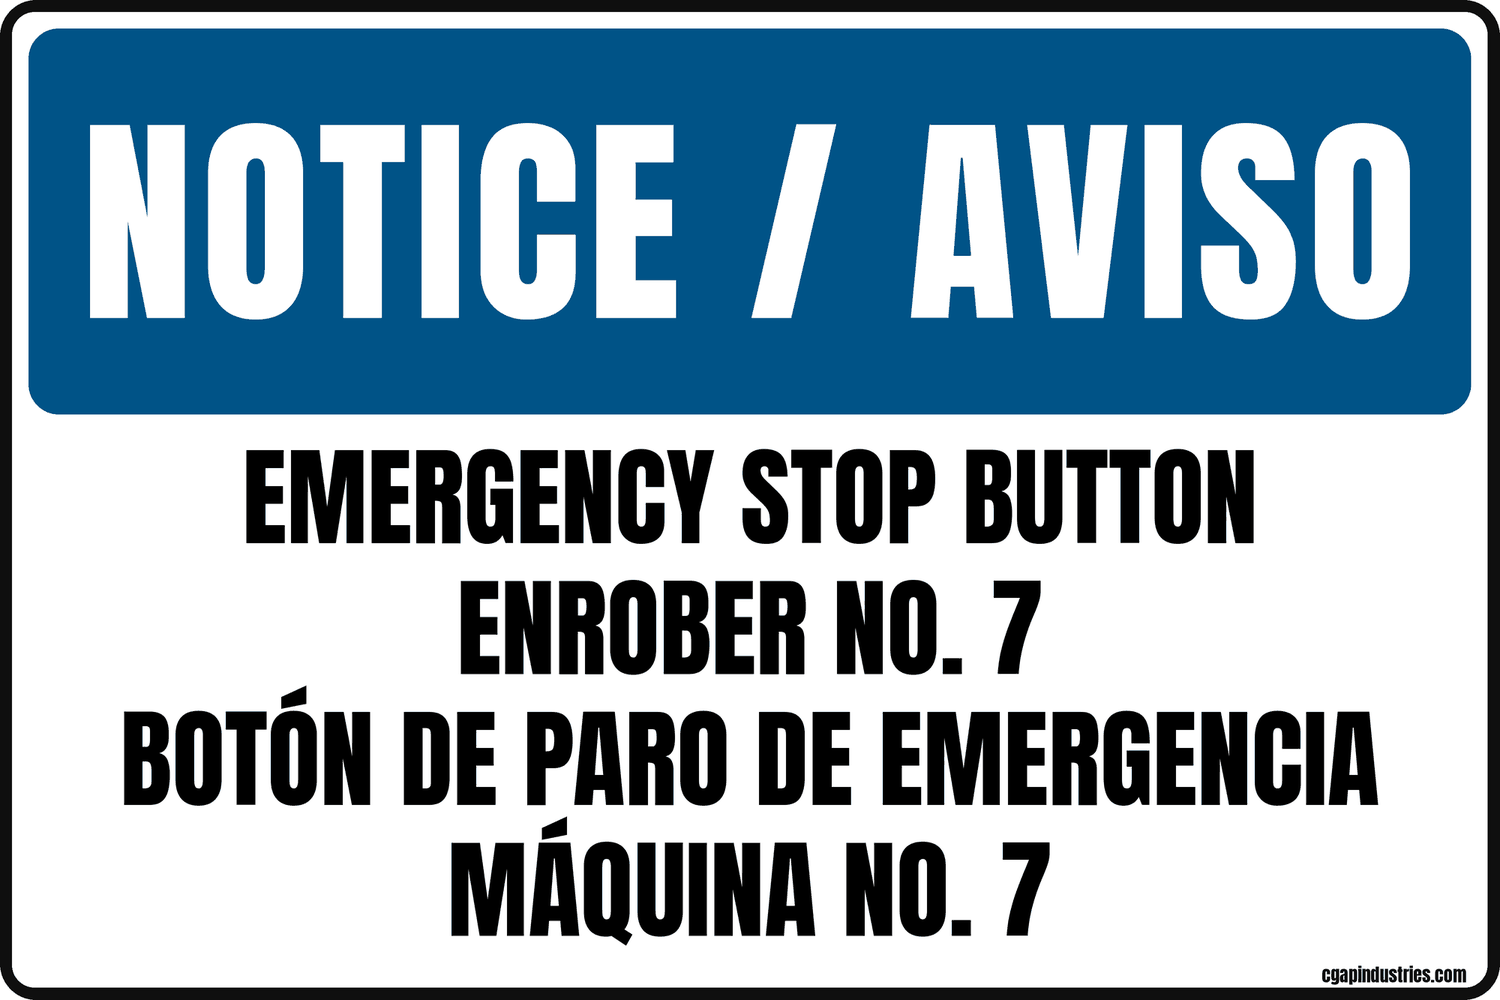 NOTICE / AVISO
EMERGENCY STOP BUTTON
ENROBER NO. 7
BOTÓN DE PARO DE EMERGENCIA
MÁQUINA NO. 7
cgapindustries.com